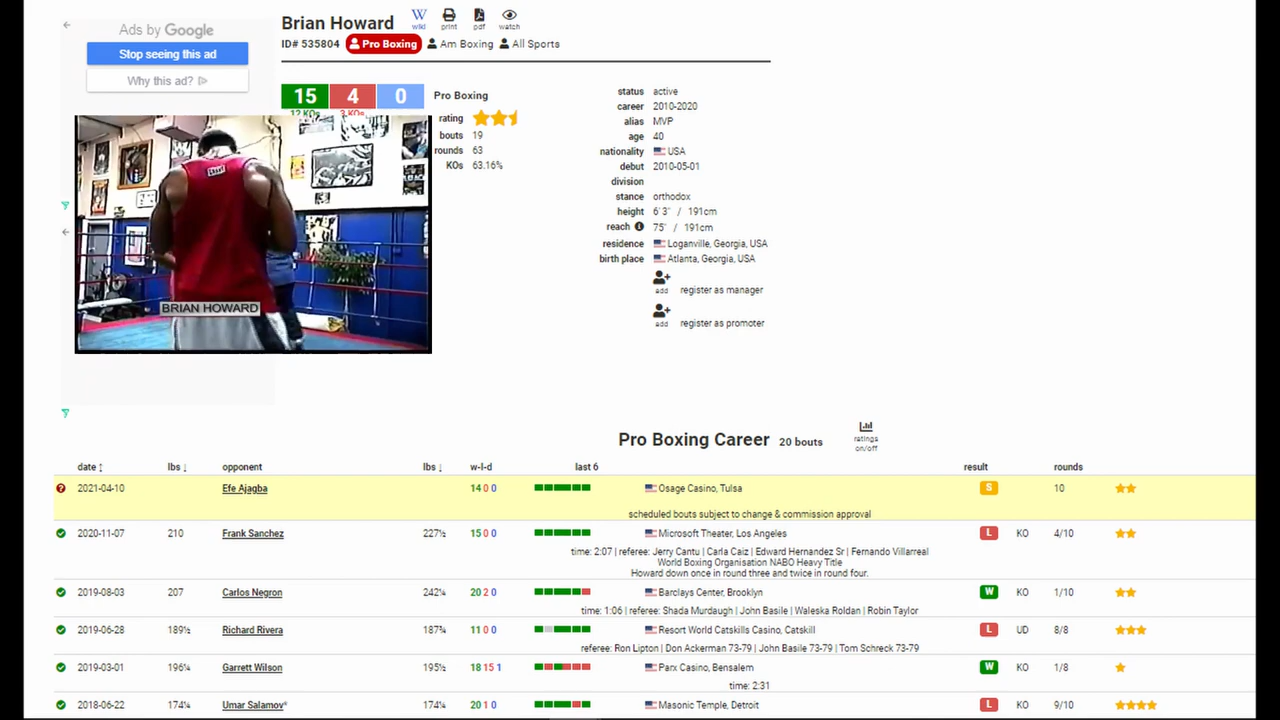 Ads by Google
Stop seeing this ad
Why this ad?
Brian Howard
wiki print pdf watch
ID# 535804 Pro Boxing Am Boxing All Sports
15 4 0 Pro Boxing
12 KOs 3 KOs
rating
bouts 19
rounds 63
KOs 63.16%
status active
career 2010-2020
alias MVP
age 40
nationality USA
debut 2010-05-01
division
stance orthodox
height 6′ 3″ / 191cm
reach 75″ / 191cm
residence Loganville, Georgia, USA
birth place Atlanta, Georgia, USA
add register as manager
add register as promoter
BRIAN HOWARD
Pro Boxing Career 20 bouts
ratings
on/off
date lbs opponent lbs w-l-d last 6 result rounds
2021-04-10 Efe Ajagba 14 0 0 Osage Casino, Tulsa S 10
scheduled bouts subject to change & commission approval
2020-11-07 210 Frank Sanchez 227½ 15 0 0 Microsoft Theater, Los Angeles L KO 4/10
time: 2:07 | referee: Jerry Cantu | Carla Caiz | Edward Hernandez Sr | Fernando Villarreal
World Boxing Organisation NABO Heavy Title
Howard down once in round three and twice in round four.
2019-08-03 207 Carlos Negron 242¼ 20 2 0 Barclays Center, Brooklyn W KO 1/10
time: 1:06 | referee: Shada Murdaugh | John Basile | Waleska Roldan | Robin Taylor
2019-06-28 189½ Richard Rivera 187¾ 11 0 0 Resort World Catskills Casino, Catskill L UD 8/8
referee: Ron Lipton | Don Ackerman 73-79 | John Basile 73-79 | Tom Schreck 73-79
2019-03-01 196¼ Garrett Wilson 195½ 18 15 1 Parx Casino, Bensalem W KO 1/8
time: 2:31
2018-06-22 174¼ Umar Salamov* 174¼ 20 1 0 Masonic Temple, Detroit L KO 9/10